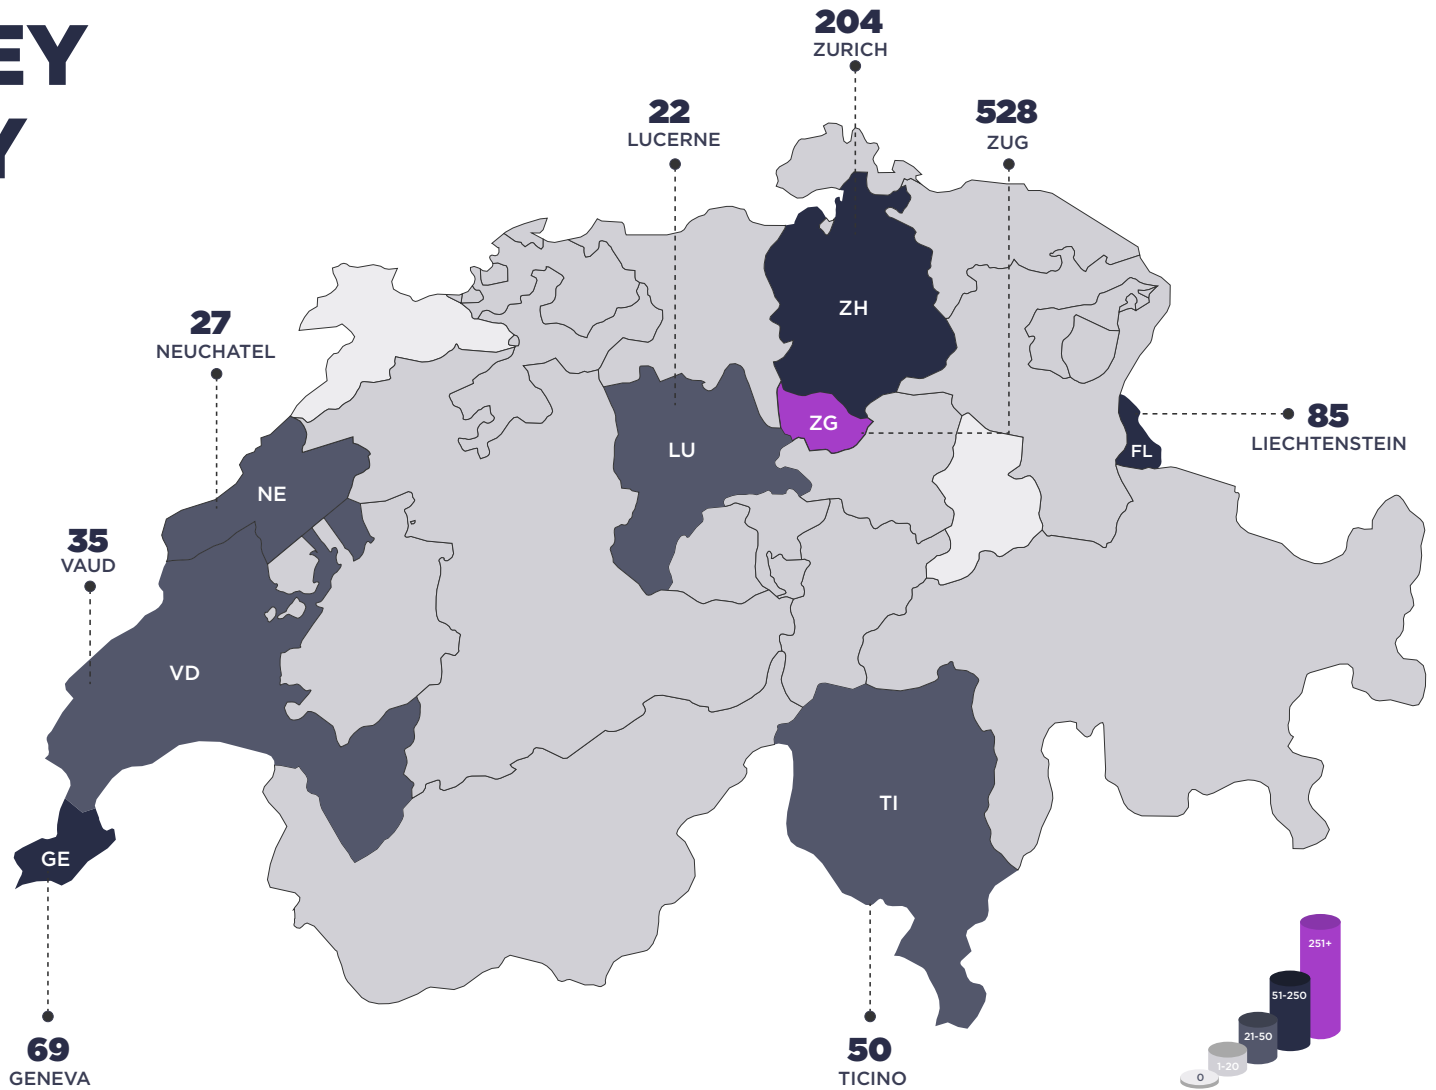 EY
Y
204
ZURICH
22
LUCERNE
528
ZUG
27
NEUCHATEL
ZH
85
LIECHTENSTEIN
ZG
LU
FL
NE
35
VAUD
VD
TI
GE
69
GENEVA
50
TICINO
251+
51-250
21-50
1-20
0